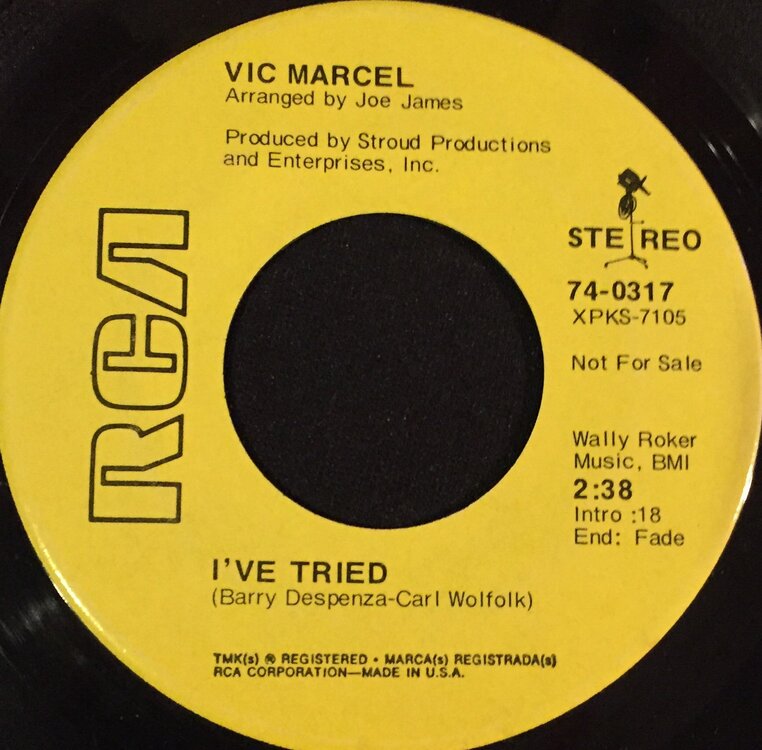 VIC MARCEL
Arranged by Joe James
Produced by Stroud Productions
and Enterprises, Inc.
RCA
STEREO
74-0317
XPKS-7105
Not For Sale
Wally Roker
Music, BMI
2:38
Intro :18
End: Fade
I'VE TRIED
(Barry Despenza-Carl Wolfolk)
TMK(s) ® REGISTERED • MARCA(s) REGISTRADA(s)
RCA CORPORATION—MADE IN U.S.A.